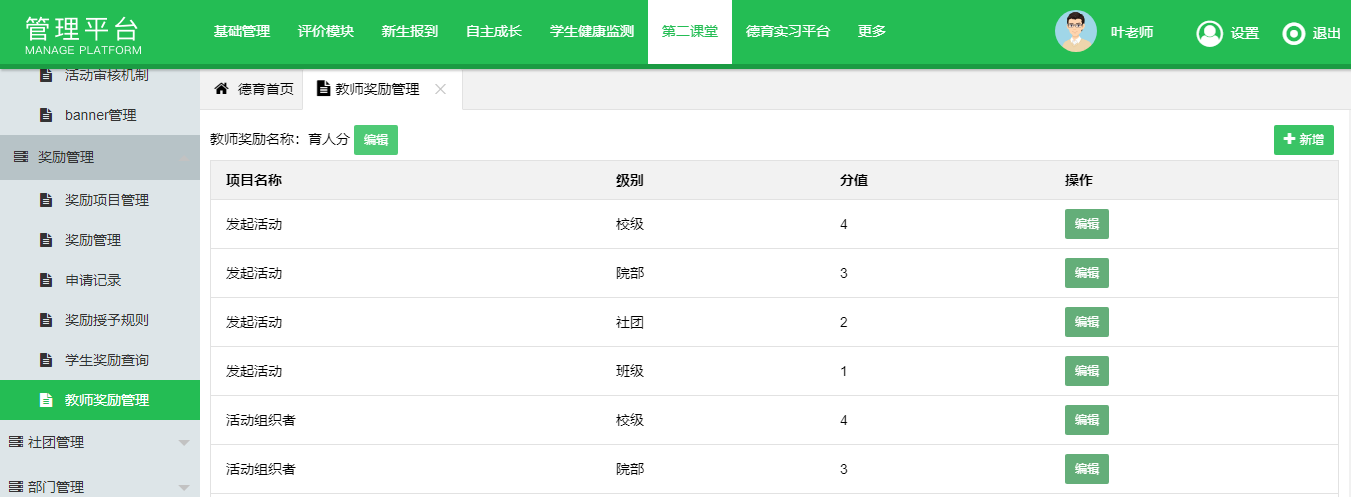 管理平台
MANAGE PLATFORM
基础管理 评价模块 新生报到 自主成长 学生健康监测 第二课堂 德育实习平台 更多
叶老师 设置 退出
活动审核机制
banner管理
奖励管理
奖励项目管理
奖励管理
申请记录
奖励授予规则
学生奖励查询
教师奖励管理
社团管理
部门管理
德育首页 教师奖励管理
教师奖励名称：育人分 编辑 新增
项目名称 级别 分值 操作
发起活动 校级 4 编辑
发起活动 院部 3 编辑
发起活动 社团 2 编辑
发起活动 班级 1 编辑
活动组织者 校级 4 编辑
活动组织者 院部 3 编辑